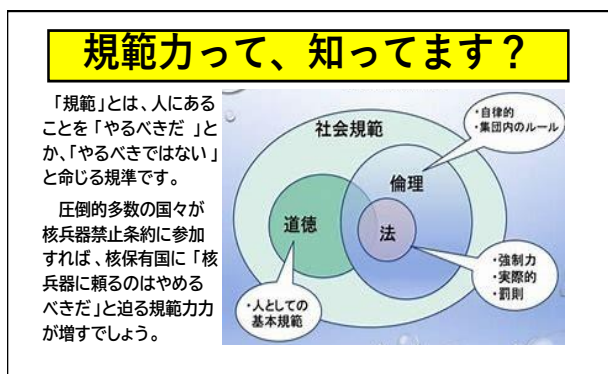 規範力って、知ってます？
「規範」とは、人にある
ことを「やるべきだ 」と
か、「やるべきではない 」
と命じる規準です。
圧倒的多数の国々が
核兵器禁止条約に参加
すれば 、核保有国に 「核
兵器に頼るのはやめる
べきだ」と迫る規範力力
が増すでしょう。
社会規範
・自律的
・集団内のルール
倫理
道徳
法
・強制力
・実際的
・罰則
・人としての
基本規範